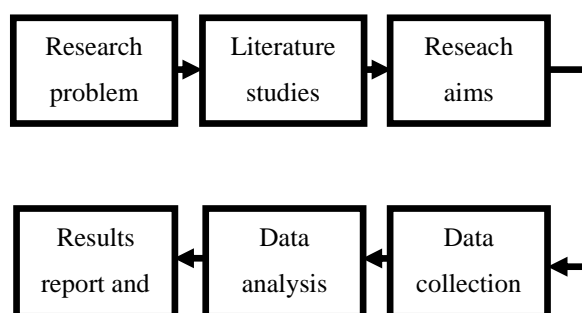 Research
problem
Literature
studies
Reseach
aims
Results
report and
Data
analysis
Data
collection